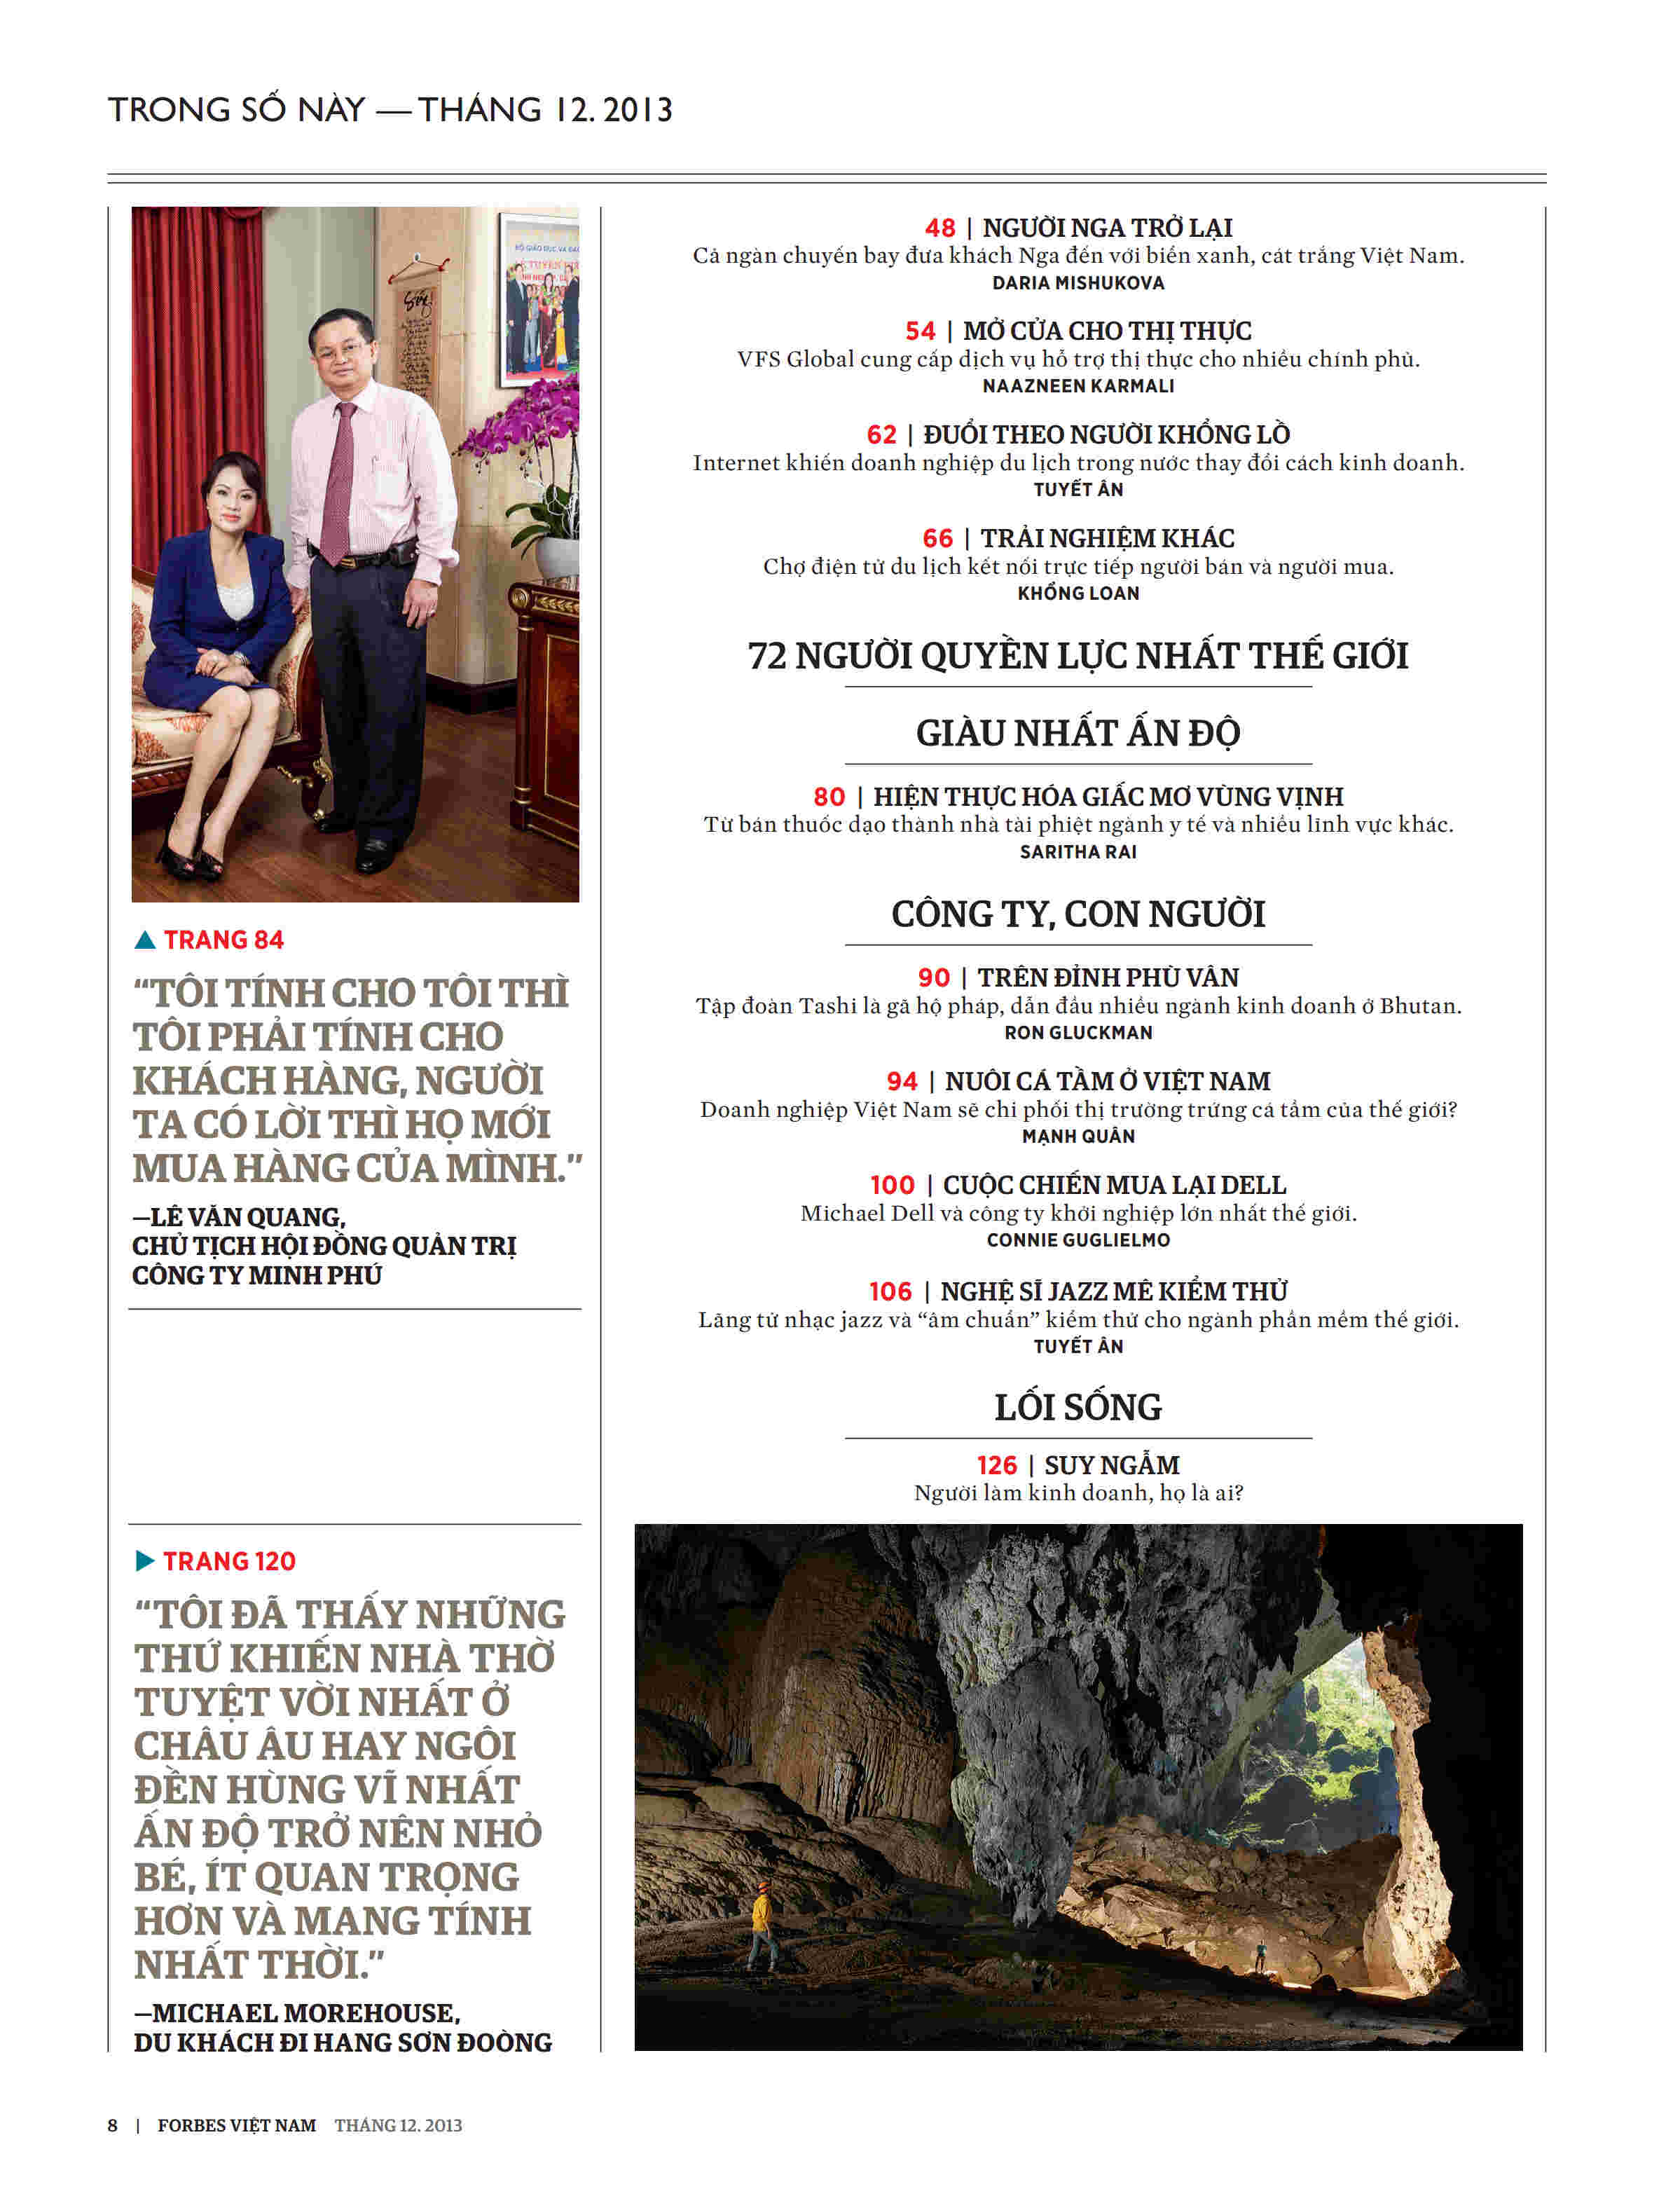 TRONG SỐ NÀY — THÁNG 12. 2013
BỘ GIÁO DỤC VÀ ĐÀO
Sống
▲ TRANG 84
“TÔI TÍNH CHO TÔI THÌ
TÔI PHẢI TÍNH CHO
KHÁCH HÀNG, NGƯỜI
TA CÓ LỜI THÌ HỌ MỚI
MUA HÀNG CỦA MÌNH.”
—LÊ VĂN QUANG,
CHỦ TỊCH HỘI ĐỒNG QUẢN TRỊ
CÔNG TY MINH PHÚ
▶ TRANG 120
“TÔI ĐÃ THẤY NHỮNG
THỨ KHIẾN NHÀ THỜ
TUYỆT VỜI NHẤT Ở
CHÂU ÂU HAY NGÔI
ĐỀN HÙNG VĨ NHẤT
ẤN ĐỘ TRỞ NÊN NHỎ
BÉ, ÍT QUAN TRỌNG
HƠN VÀ MANG TÍNH
NHẤT THỜI.”
—MICHAEL MOREHOUSE,
DU KHÁCH ĐI HANG SƠN ĐOÒNG
48 | NGƯỜI NGA TRỞ LẠI
Cả ngàn chuyến bay đưa khách Nga đến với biển xanh, cát trắng Việt Nam.
DARIA MISHUKOVA
54 | MỞ CỬA CHO THỊ THỰC
VFS Global cung cấp dịch vụ hỗ trợ thị thực cho nhiều chính phủ.
NAAZNEEN KARMALI
62 | ĐUỔI THEO NGƯỜI KHỔNG LỒ
Internet khiến doanh nghiệp du lịch trong nước thay đổi cách kinh doanh.
TUYẾT ÂN
66 | TRẢI NGHIỆM KHÁC
Chợ điện tử du lịch kết nối trực tiếp người bán và người mua.
KHỔNG LOAN
72 NGƯỜI QUYỀN LỰC NHẤT THẾ GIỚI
GIÀU NHẤT ẤN ĐỘ
80 | HIỆN THỰC HÓA GIẤC MƠ VÙNG VỊNH
Từ bán thuốc dạo thành nhà tài phiệt ngành y tế và nhiều lĩnh vực khác.
SARITHA RAI
CÔNG TY, CON NGƯỜI
90 | TRÊN ĐỈNH PHÙ VÂN
Tập đoàn Tashi là gã hộ pháp, dẫn đầu nhiều ngành kinh doanh ở Bhutan.
RON GLUCKMAN
94 | NUÔI CÁ TẦM Ở VIỆT NAM
Doanh nghiệp Việt Nam sẽ chi phối thị trường trứng cá tầm của thế giới?
MẠNH QUÂN
100 | CUỘC CHIẾN MUA LẠI DELL
Michael Dell và công ty khởi nghiệp lớn nhất thế giới.
CONNIE GUGLIELMO
106 | NGHỆ SĨ JAZZ MÊ KIỂM THỬ
Lãng tử nhạc jazz và “âm chuẩn” kiểm thử cho ngành phần mềm thế giới.
TUYẾT ÂN
LỐI SỐNG
126 | SUY NGẪM
Người làm kinh doanh, họ là ai?
8 | FORBES VIỆT NAM THÁNG 12. 2013